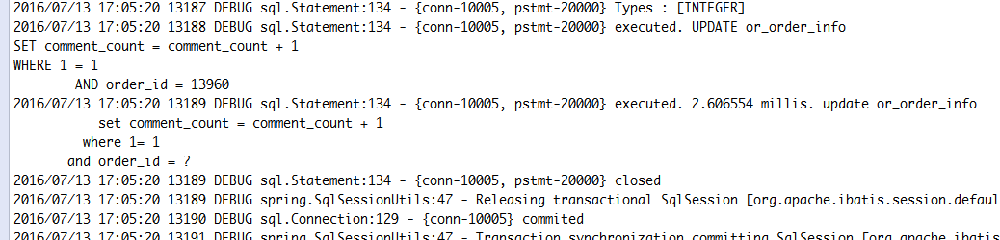 2016/07/13 17:05:20 13187 DEBUG sql.Statement:134 - {conn-10005, pstmt-20000} Types : [INTEGER]
2016/07/13 17:05:20 13188 DEBUG sql.Statement:134 - {conn-10005, pstmt-20000} executed. UPDATE or_order_info
SET comment_count = comment_count + 1
WHERE 1 = 1
AND order_id = 13960
2016/07/13 17:05:20 13189 DEBUG sql.Statement:134 - {conn-10005, pstmt-20000} executed. 2.606554 millis. update or_order_info
set comment_count = comment_count + 1
where 1= 1
and order_id = ?
2016/07/13 17:05:20 13189 DEBUG sql.Statement:134 - {conn-10005, pstmt-20000} closed
2016/07/13 17:05:20 13189 DEBUG spring.SqlSessionUtils:47 - Releasing transactional SqlSession [org.apache.ibatis.session.defaul
2016/07/13 17:05:20 13190 DEBUG sql.Connection:129 - {conn-10005} commited
2016/07/13 17:05:20 13191 DEBUG spring.SqlSessionUtils:47 - Transaction synchronization committing SqlSession [org.apache.ibatis